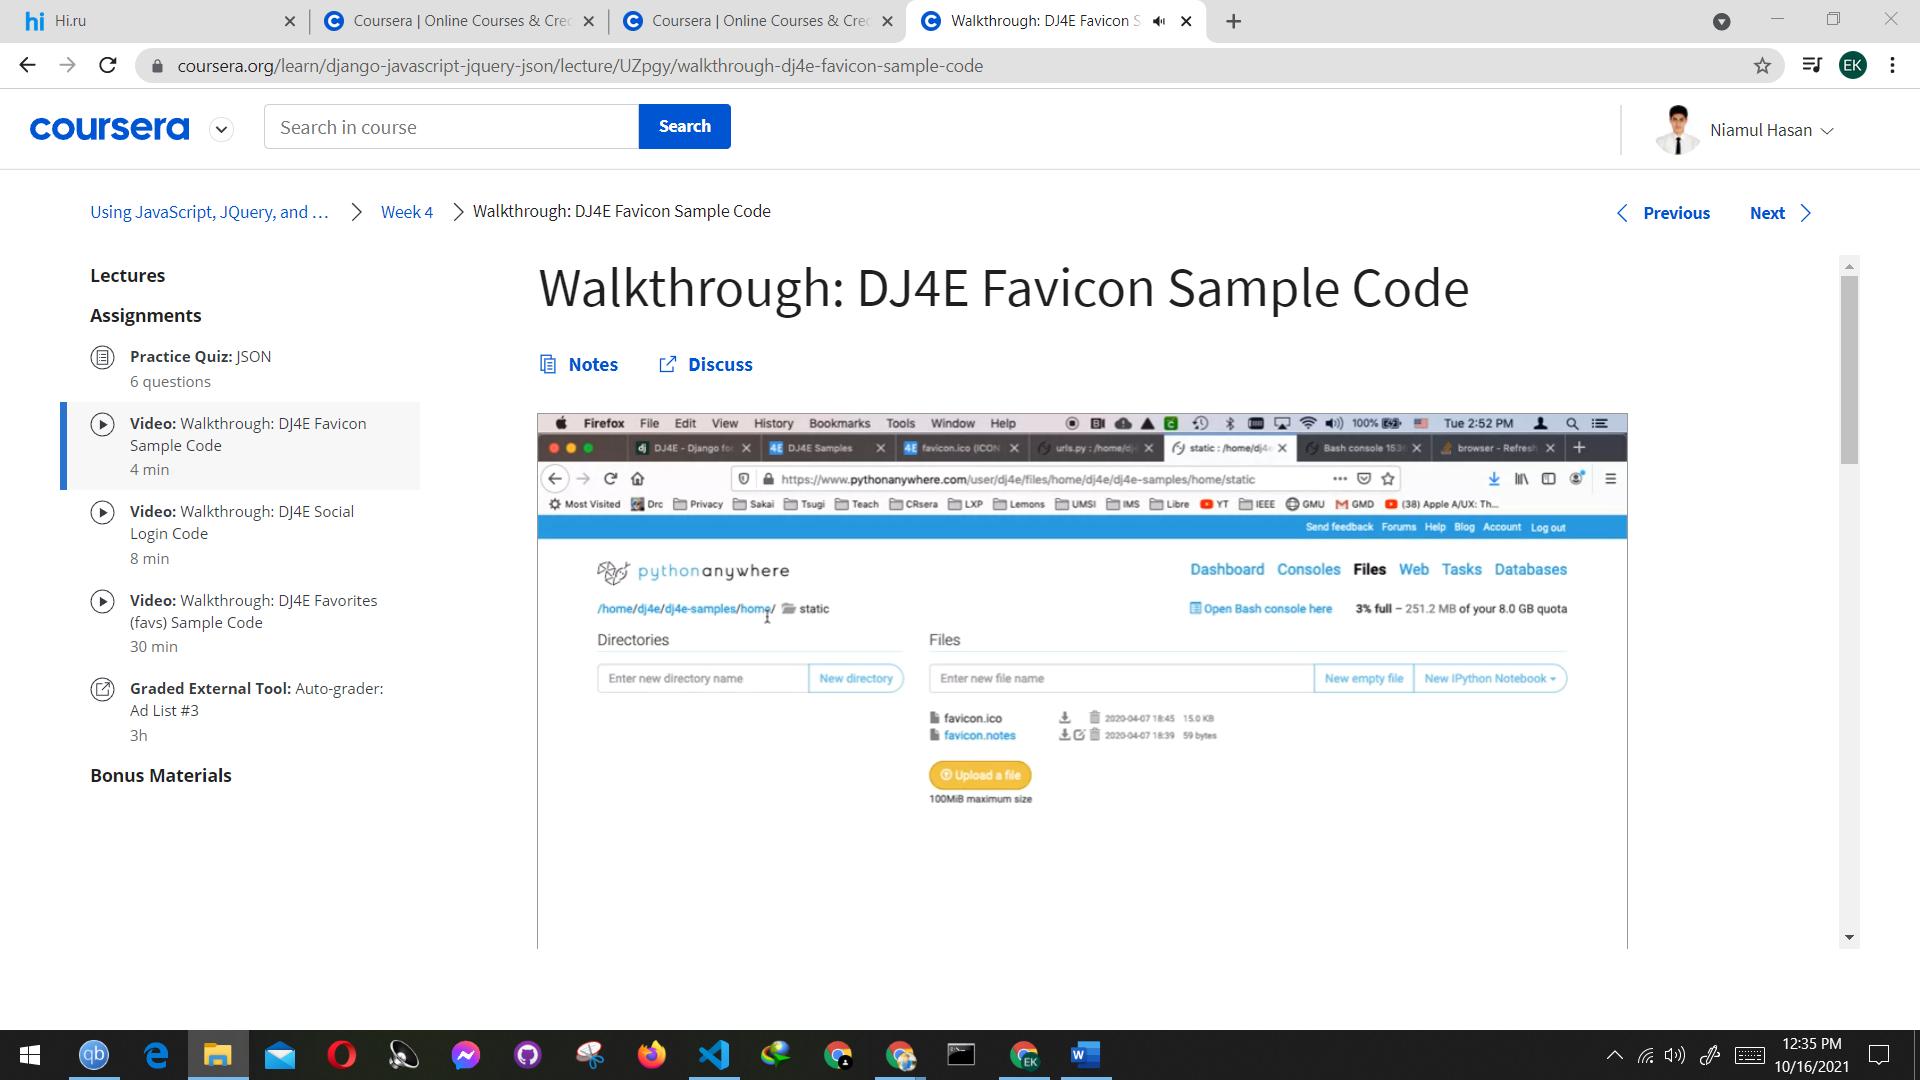 Hi.ru
Coursera | Online Courses & Cred
Coursera | Online Courses & Cred
Walkthrough: DJ4E Favicon S
coursera.org/learn/django-javascript-jquery-json/lecture/UZpgy/walkthrough-dj4e-favicon-sample-code
EK
coursera
Search in course
Search
Niamul Hasan
Using JavaScript, JQuery, and ...
Week 4
Walkthrough: DJ4E Favicon Sample Code
Previous
Next
Lectures
Assignments
Practice Quiz: JSON
6 questions
Video: Walkthrough: DJ4E Favicon
Sample Code
4 min
Video: Walkthrough: DJ4E Social
Login Code
8 min
Video: Walkthrough: DJ4E Favorites
(favs) Sample Code
30 min
Graded External Tool: Auto-grader:
Ad List #3
3h
Bonus Materials
Walkthrough: DJ4E Favicon Sample Code
Notes
Discuss
Firefox File Edit View History Bookmarks Tools Window Help
100%
Tue 2:52 PM
DJ4E - Django for
DJ4E Samples
favicon.ico (ICON
urls.py : /home/dj
static : /home/dj4e
Bash console 153
browser - Refresh
https://www.pythonanywhere.com/user/dj4e/files/home/dj4e/dj4e-samples/home/static
Most Visited Drc Privacy Sakai Tsugi Teach CRsera LXP Lemons UMSI IMS Libre YT IEEE GMU GMD (38) Apple A/UX: Th...
Send feedback Forums Help Blog Account Log out
pythonanywhere
Dashboard Consoles Files Web Tasks Databases
/home/dj4e/dj4e-samples/home/ static
Open Bash console here
3% full – 251.2 MB of your 8.0 GB quota
Directories
Files
Enter new directory name
New directory
Enter new file name
New empty file
New IPython Notebook
favicon.ico
2020-04-07 18:45 15.0 KB
favicon.notes
2020-04-07 18:39 59 bytes
Upload a file
100MiB maximum size
12:35 PM
10/16/2021